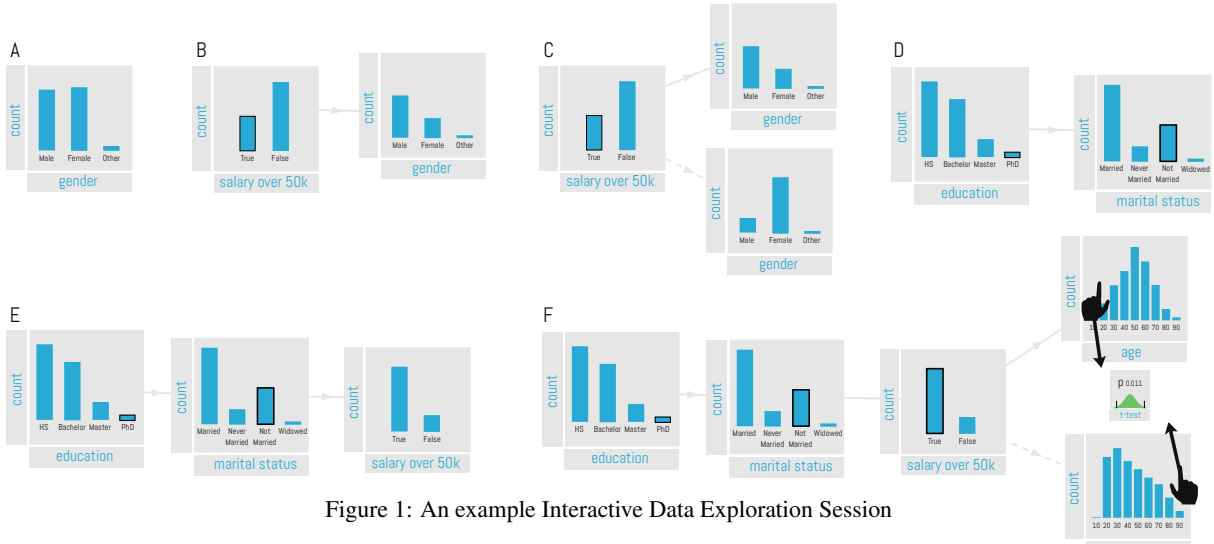 A
count
Male Female Other
gender
B
count
True False
salary over 50k
count
Male Female Other
gender
C
count
True False
salary over 50k
count
Male Female Other
gender
count
Male Female Other
gender
D
count
HS Bachelor Master PhD
education
count
Married Never Married Not Married Widowed
marital status
E
count
HS Bachelor Master PhD
education
count
Married Never Married Not Married Widowed
marital status
count
True False
salary over 50k
F
count
HS Bachelor Master PhD
education
count
Married Never Married Not Married Widowed
marital status
count
True False
salary over 50k
count
10 20 30 40 50 60 70 80 90
age
p 0.011
t-test
count
10 20 30 40 50 60 70 80 90
Figure 1: An example Interactive Data Exploration Session